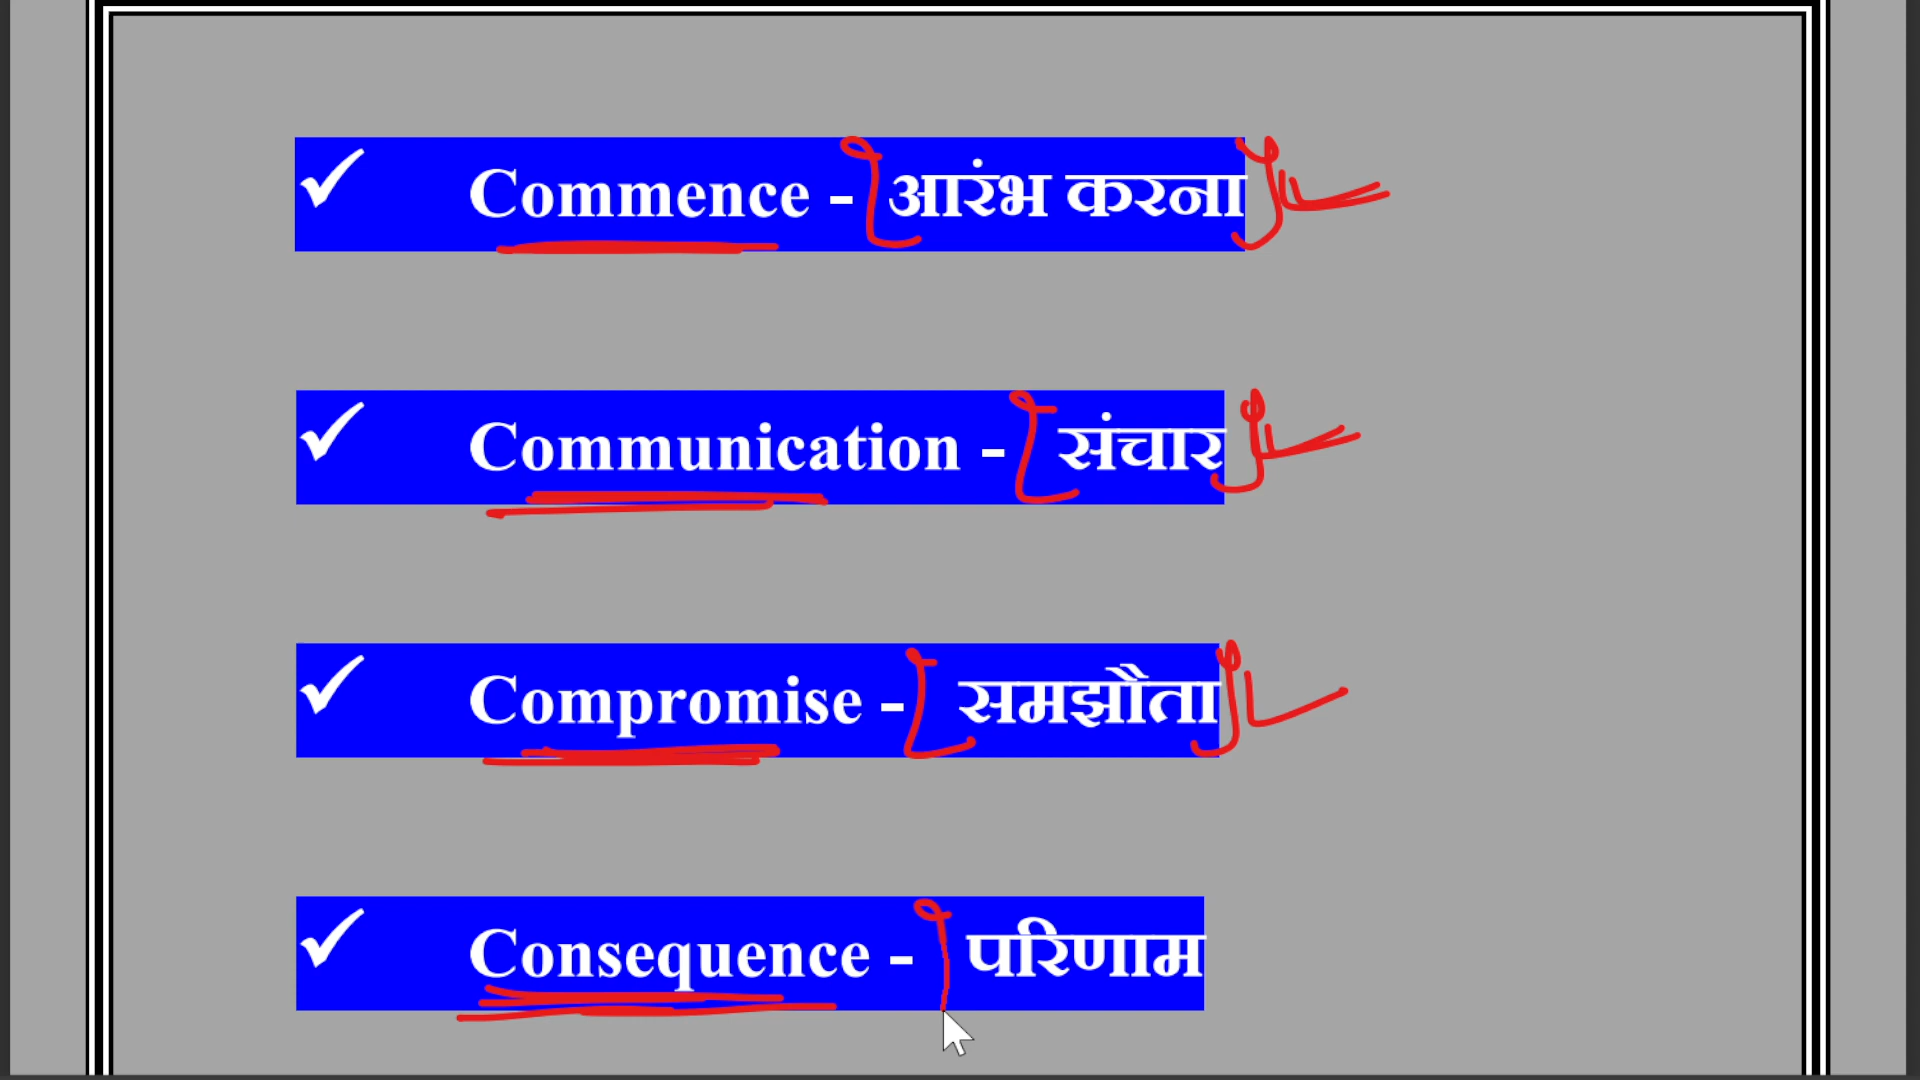 ✓ Commence - आरंभ करना
✓ Communication - संचार
✓ Compromise - समझौता
✓ Consequence - परिणाम